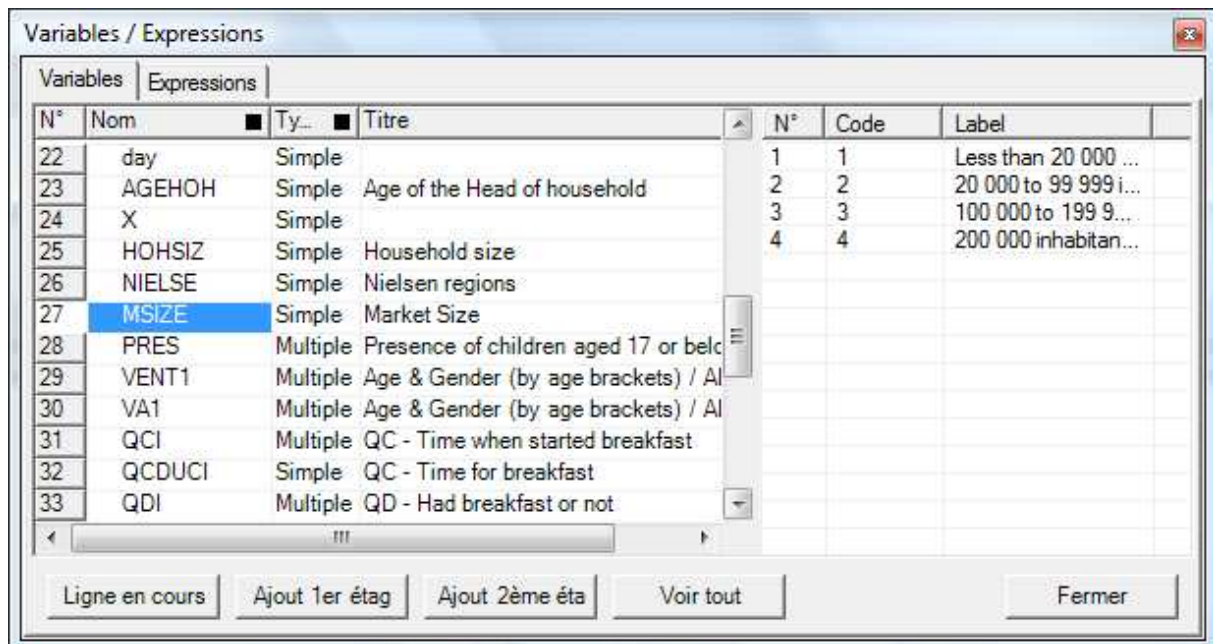 Variables / Expressions
Variables Expressions
N° Nom Ty... Titre N° Code Label
22 day Simple 1 1 Less than 20 000 ...
23 AGEHOH Simple Age of the Head of household 2 2 20 000 to 99 999 i...
24 X Simple 3 3 100 000 to 199 9...
25 HOHSIZ Simple Household size 4 4 200 000 inhabitan...
26 NIELSE Simple Nielsen regions
27 MSIZE Simple Market Size
28 PRES Multiple Presence of children aged 17 or belo
29 VENT1 Multiple Age & Gender (by age brackets) / Al
30 VA1 Multiple Age & Gender (by age brackets) / Al
31 QCI Multiple QC - Time when started breakfast
32 QCDUCI Simple QC - Time for breakfast
33 QDI Multiple QD - Had breakfast or not
Ligne en cours Ajout 1er étag Ajout 2ème éta Voir tout Fermer